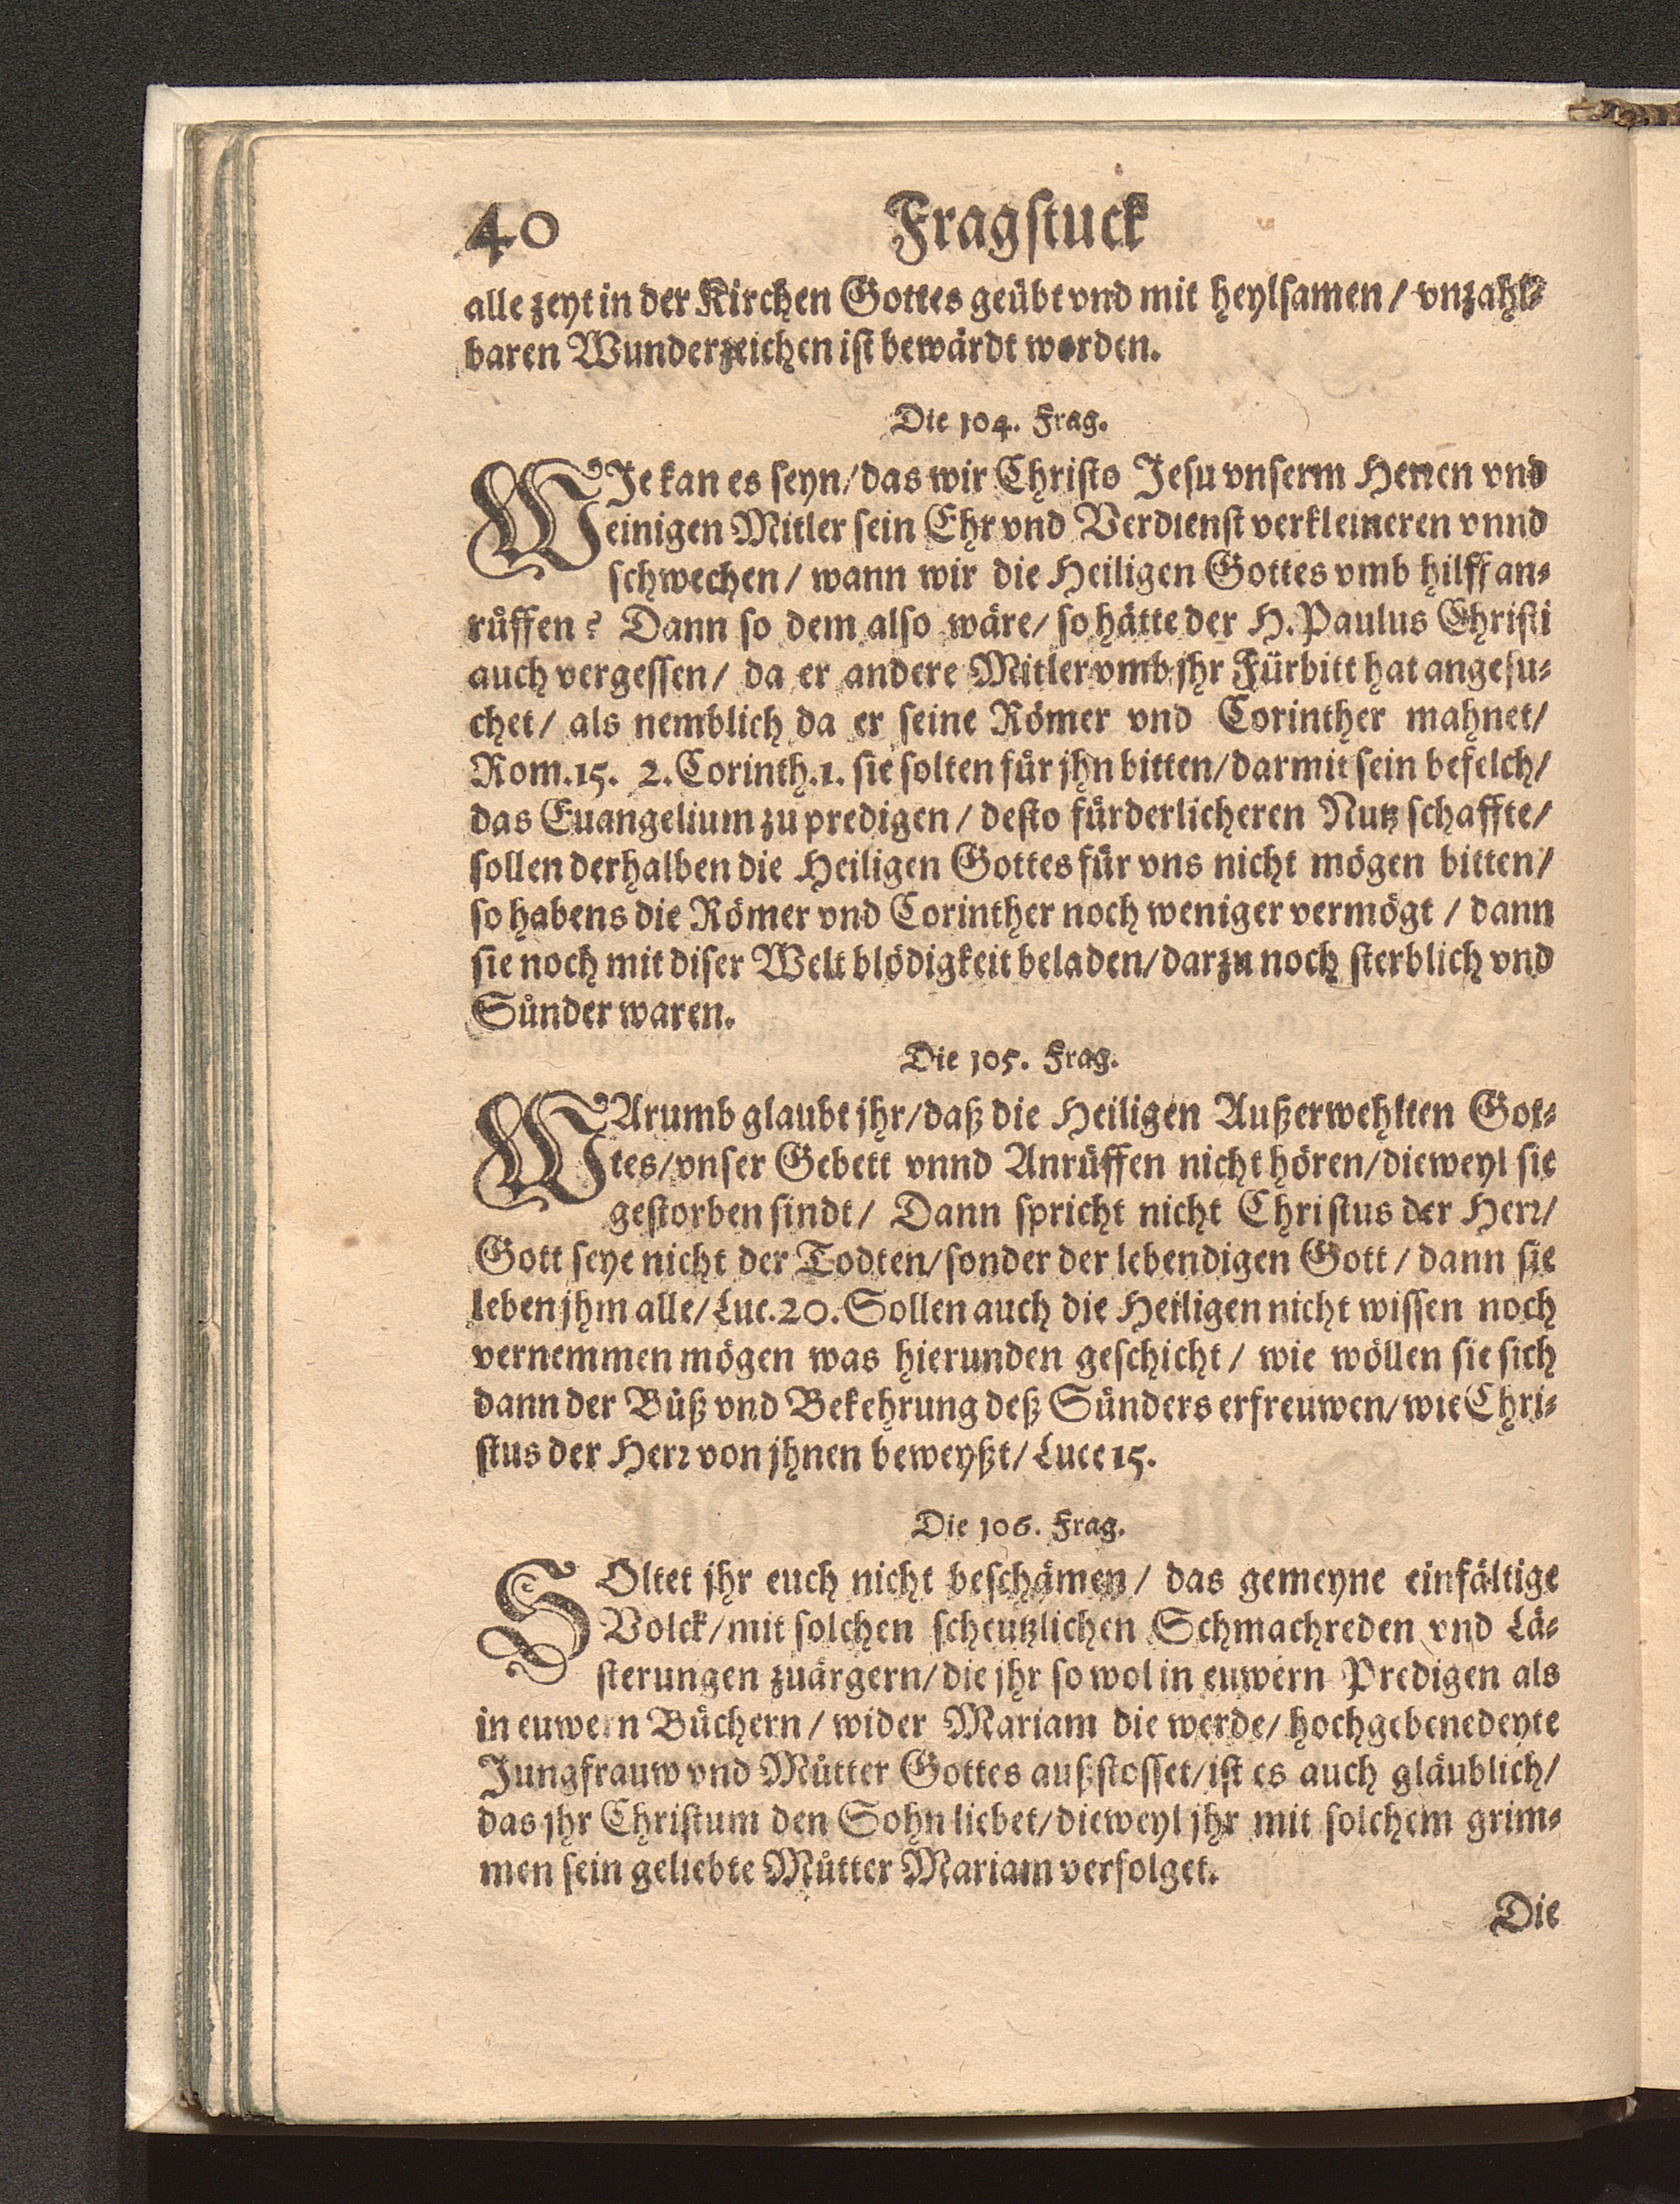 40 Fragstuck
alle zeyt in der Kirchen Gottes geübt vnd mit heylsamen / vnzahl-
baren Wunderzeichen ist bewärdt worden.
Die 104. Frag.
WIe kan es seyn/das wir Christo Jesu vnserm Herren vnd
einigen Mitler sein Ehr vnd Verdienst verkleineren vnnd
schwechen / wann wir die Heiligen Gottes vmb hilff an-
rüffen? Dann so dem also wäre/ so hätte der H. Paulus Christi
auch vergessen/ da er andere Mitler vmb jhr Fürbitt hat angesu-
chet/ als nemblich da er seine Römer vnd Corinther mahnet/
Rom.15. 2. Corinth.1. sie solten für jhn bitten/darmit sein befelch/
das Euangelium zu predigen / desto fürderlicheren Nutz schaffte/
sollen derhalben die Heiligen Gottes für vns nicht mögen bitten/
so habens die Römer vnd Corinther noch weniger vermögt / dann
sie noch mit diser Welt blödigkeit beladen/darzu noch sterblich vnd
Sünder waren.
Die 105. Frag.
WArumb glaubt jhr/daß die Heiligen Außerwehlten Got-
tes/vnser Gebett vnnd Anrüffen nicht hören/dieweyl sie
gestorben sindt/ Dann spricht nicht Christus der Herr/
Gott seye nicht der Todten/sonder der lebendigen Gott / dann sie
leben jhm alle/Luc.20. Sollen auch die Heiligen nicht wissen noch
vernemmen mögen was hierunden geschicht / wie wöllen sie sich
dann der Büß vnd Bekehrung deß Sünders erfreuwen/wie Chri-
stus der Herr von jhnen beweyßt/ Luce 15.
Die 106. Frag.
SOltet jhr euch nicht beschämen / das gemeyne einfältige
Volck/mit solchen scheutzlichen Schmachreden vnd Lä-
sterungen zuärgern/die jhr so wol in euwern Predigen als
in euwern Büchern / wider Mariam die werde/hochgebenedeyte
Jungfrauw vnd Mütter Gottes außstosset/ist es auch gläublich/
das jhr Christum den Sohn liebet/dieweyl jhr mit solchem grim-
men sein geliebte Mütter Mariam verfolget.
Die